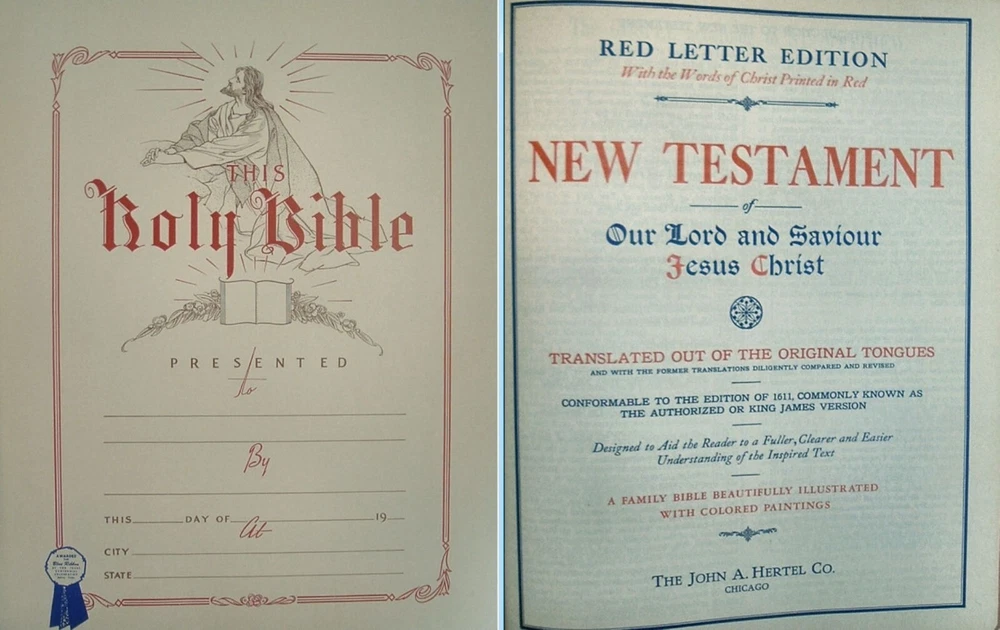 THIS
Holy Bible
PRESENTED
To
By
THIS DAY OF 19
At
CITY
STATE
AWARDED
Blue Ribbon
RED LETTER EDITION
With the Words of Christ Printed in Red
NEW TESTAMENT
of
Our Lord and Saviour
Jesus Christ
TRANSLATED OUT OF THE ORIGINAL TONGUES
AND WITH THE FORMER TRANSLATIONS DILIGENTLY COMPARED AND REVISED
CONFORMABLE TO THE EDITION OF 1611, COMMONLY KNOWN AS
THE AUTHORIZED OR KING JAMES VERSION
Designed to Aid the Reader to a Fuller, Clearer and Easier
Understanding of the Inspired Text
A FAMILY BIBLE BEAUTIFULLY ILLUSTRATED
WITH COLORED PAINTINGS
THE JOHN A. HERTEL CO.
CHICAGO